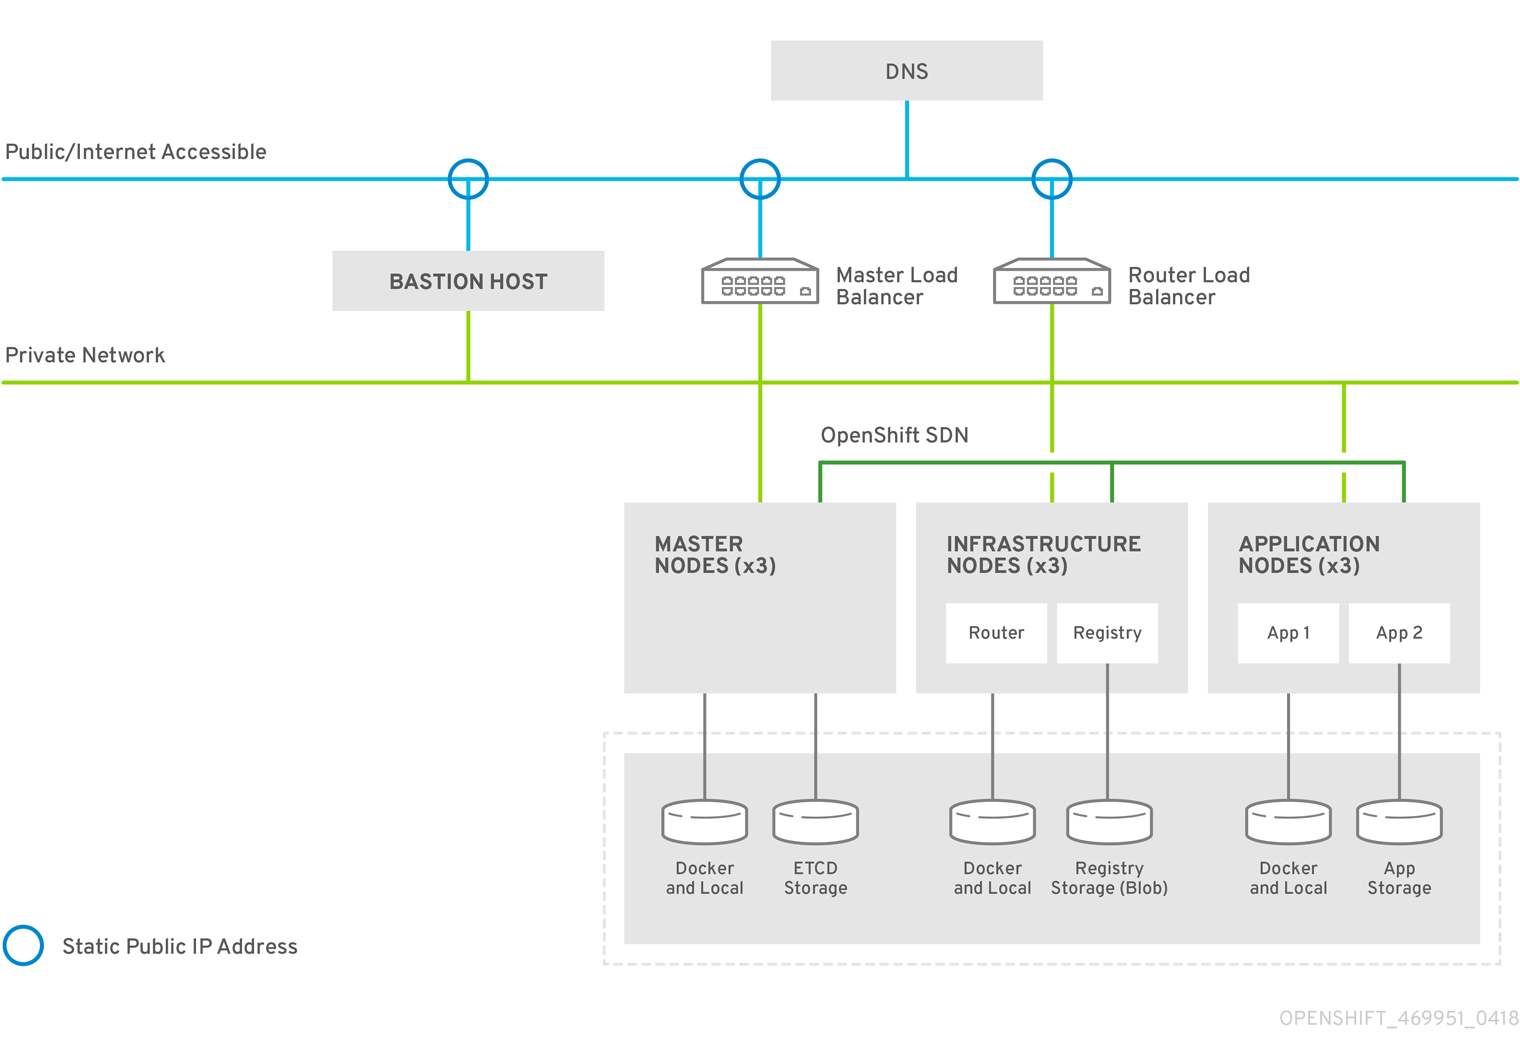 DNS
Public/Internet Accessible
BASTION HOST
Master Load
Balancer
Router Load
Balancer
Private Network
OpenShift SDN
MASTER
NODES (x3)
INFRASTRUCTURE
NODES (x3)
Router
Registry
APPLICATION
NODES (x3)
App 1
App 2
Docker
and Local
ETCD
Storage
Docker
and Local
Registry
Storage (Blob)
Docker
and Local
App
Storage
Static Public IP Address
OPENSHIFT_469951_0418